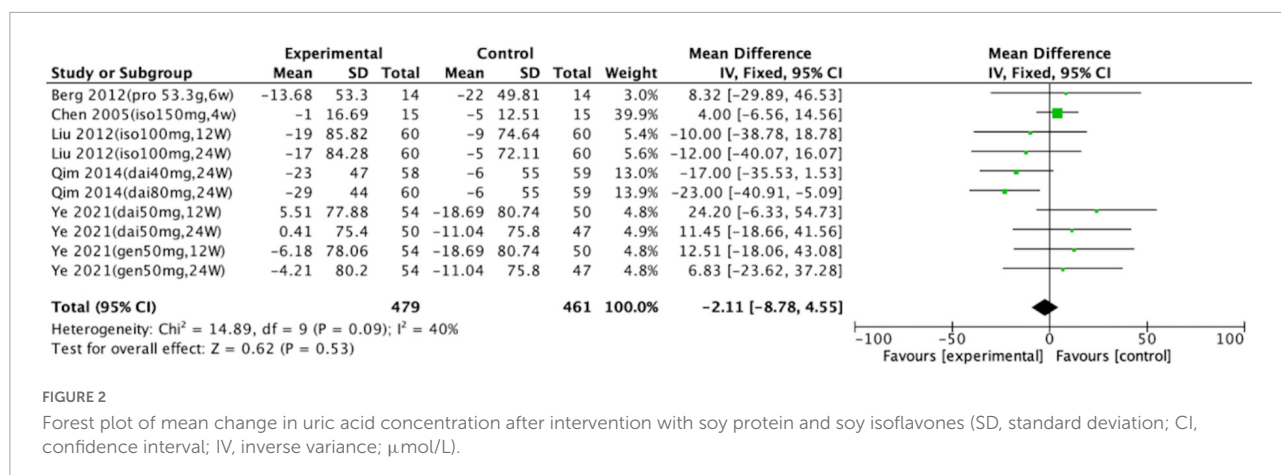 Experimental Control Mean Difference Mean Difference
Study or Subgroup Mean SD Total Mean SD Total Weight IV, Fixed, 95% CI IV, Fixed, 95% CI
Berg 2012(pro 53.3g,6w) -13.68 53.3 14 -22 49.81 14 3.0% 8.32 [-29.89, 46.53]
Chen 2005(iso150mg,4w) -1 16.69 15 -5 12.51 15 39.9% 4.00 [-6.56, 14.56]
Liu 2012(iso100mg,12W) -19 85.82 60 -9 74.64 60 5.4% -10.00 [-38.78, 18.78]
Liu 2012(iso100mg,24W) -17 84.28 60 -5 72.11 60 5.6% -12.00 [-40.07, 16.07]
Qim 2014(dai40mg,24W) -23 47 58 -6 55 59 13.0% -17.00 [-35.53, 1.53]
Qim 2014(dai80mg,24W) -29 44 60 -6 55 59 13.9% -23.00 [-40.91, -5.09]
Ye 2021(dai50mg,12W) 5.51 77.88 54 -18.69 80.74 50 4.8% 24.20 [-6.33, 54.73]
Ye 2021(dai50mg,24W) 0.41 75.4 50 -11.04 75.8 47 4.9% 11.45 [-18.66, 41.56]
Ye 2021(gen50mg,12W) -6.18 78.06 54 -18.69 80.74 50 4.8% 12.51 [-18.06, 43.08]
Ye 2021(gen50mg,24W) -4.21 80.2 54 -11.04 75.8 47 4.8% 6.83 [-23.62, 37.28]
Total (95% CI) 479 461 100.0% -2.11 [-8.78, 4.55]
Heterogeneity: Chi² = 14.89, df = 9 (P = 0.09); I² = 40%
Test for overall effect: Z = 0.62 (P = 0.53)
-100 -50 0 50 100
Favours [experimental] Favours [control]
FIGURE 2
Forest plot of mean change in uric acid concentration after intervention with soy protein and soy isoflavones (SD, standard deviation; CI,
confidence interval; IV, inverse variance; μmol/L).